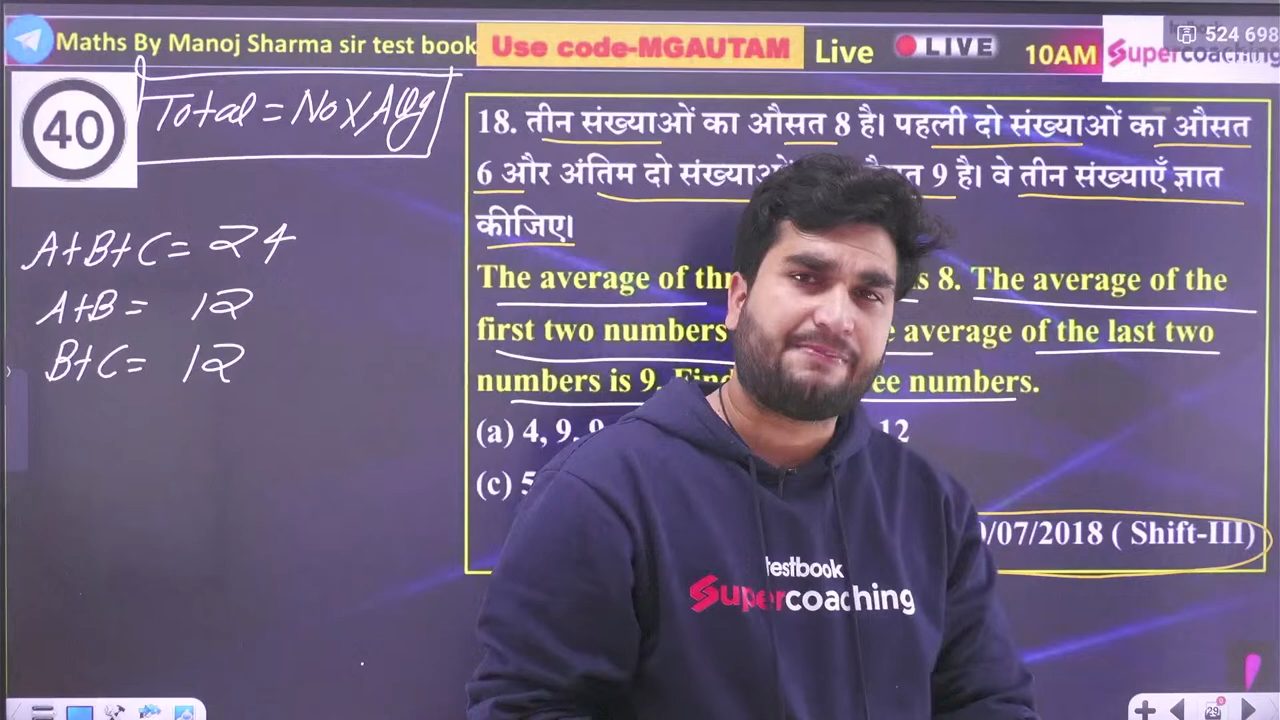 Maths By Manoj Sharma sir test book
Use code-MGAUTAM
Live
LIVE
10AM
Supercoaching
524 698
40
Total = No X Avg
A+B+C= 24
A+B= 12
B+C= 12
18. तीन संख्याओं का औसत 8 है। पहली दो संख्याओं का औसत
6 और अंतिम दो 9 है। वे तीन संख्याएँ ज्ञात
कीजिए।
The average of 8. The average of the
first two numbers average of the last two
numbers is 9. numbers.
(a) 4, 9, 12
(c) 5
/07/2018 ( Shift-III)
testbook
Supercoaching
29